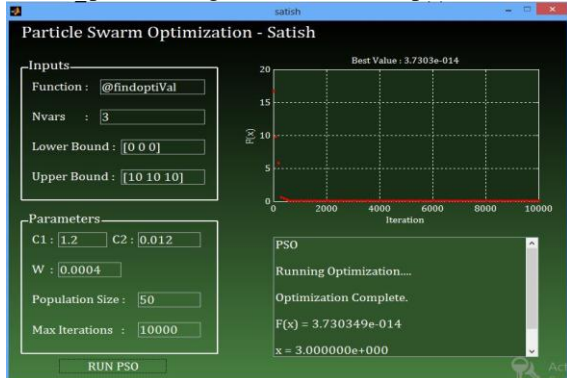 satish
Particle Swarm Optimization - Satish
Inputs
Function : @findoptiVal
Nvars : 3
Lower Bound : [0 0 0]
Upper Bound : [10 10 10]
Parameters
C1 : 1.2 C2 : 0.012
W : 0.0004
Population Size : 50
Max Iterations : 10000
RUN PSO
Best Value : 3.7303e-014
20
15
10
5
0
F(x)
0 2000 4000 6000 8000 10000
Iteration
PSO
Running Optimization....
Optimization Complete.
F(x) = 3.730349e-014
x = 3.000000e+000